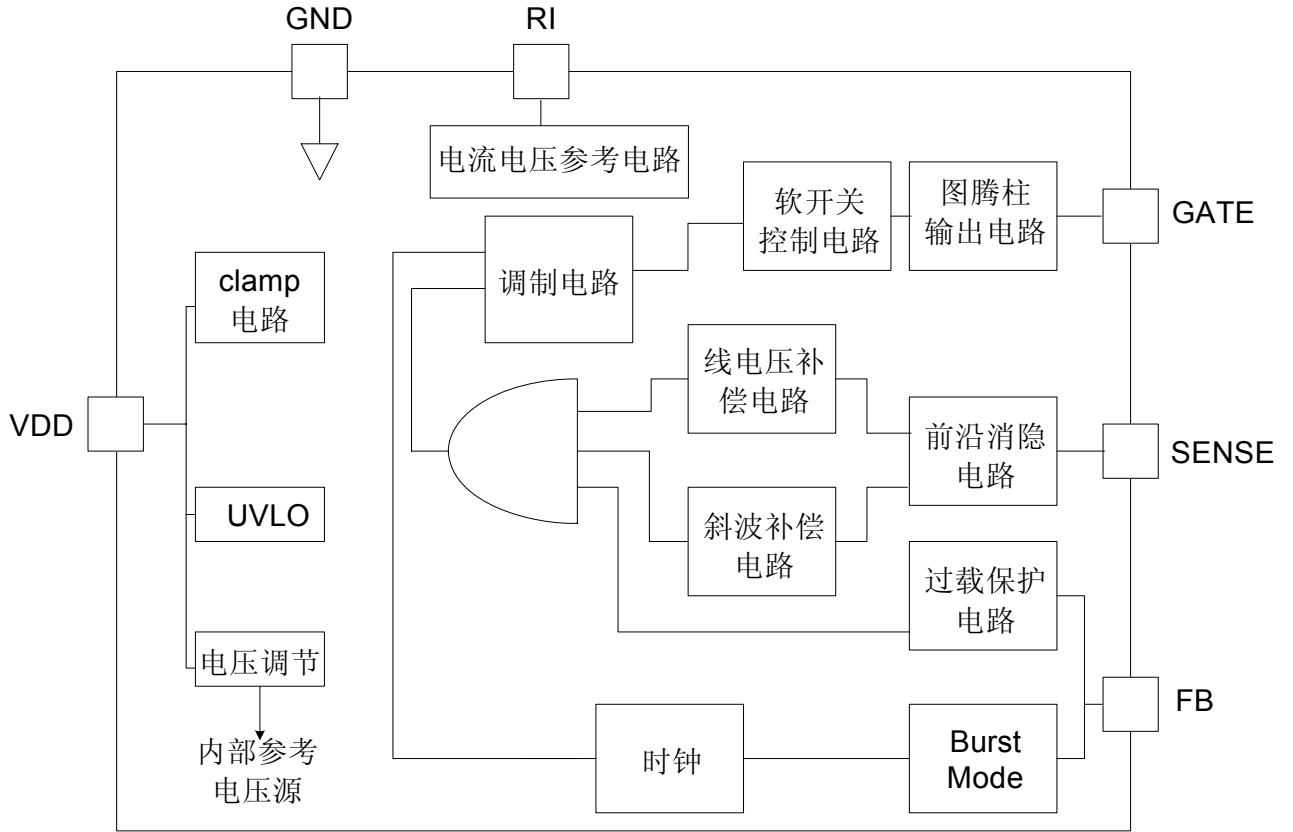 GND
RI
电流电压参考电路
软开关
控制电路
图腾柱
输出电路
GATE
调制电路
clamp
电路
线电压补
偿电路
VDD
前沿消隐
电路
SENSE
UVLO
斜波补偿
电路
过载保护
电路
电压调节
FB
内部参考
电压源
时钟
Burst
Mode